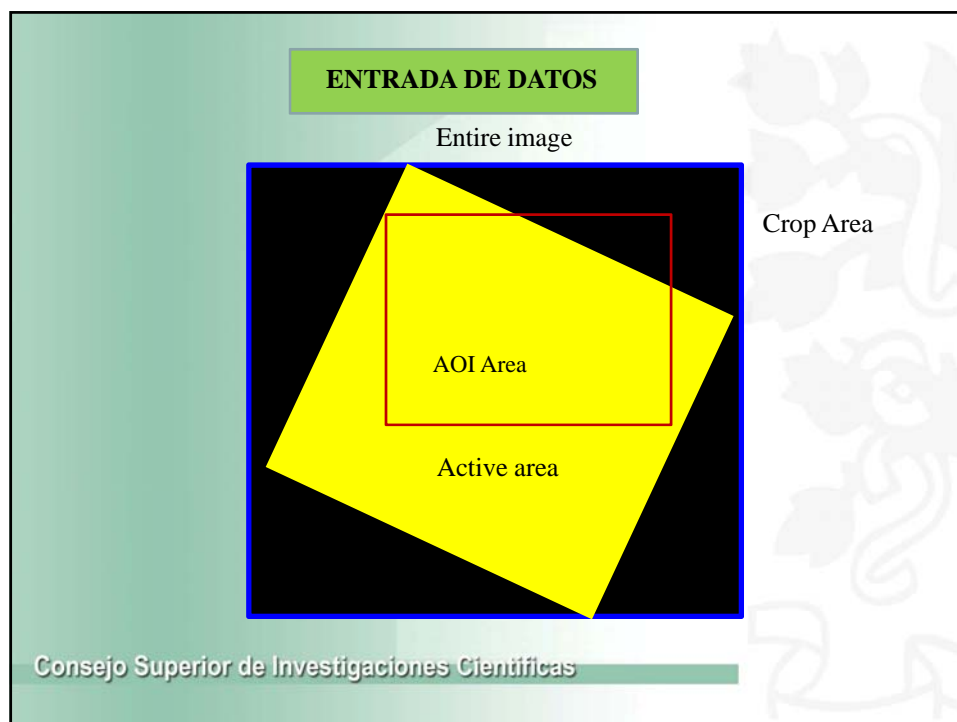 ENTRADA DE DATOS
Entire image
Crop Area
AOI Area
Active area
Consejo Superior de Investigaciones Científicas